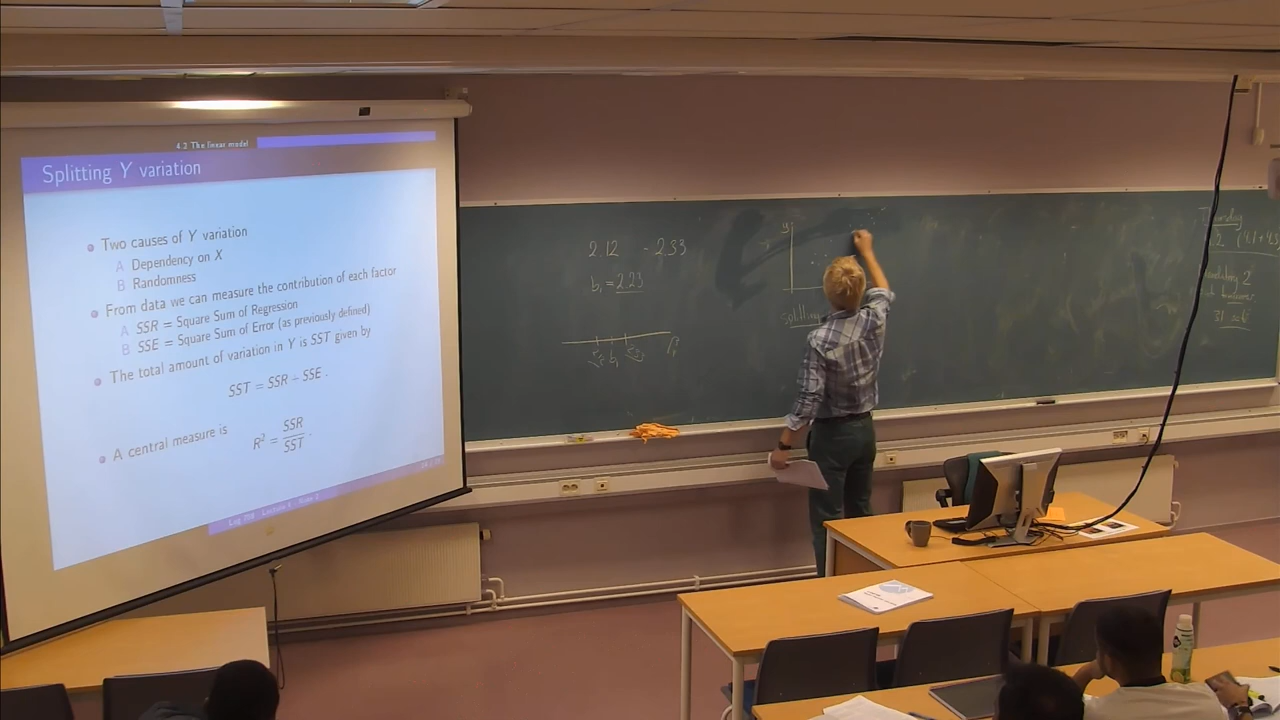 4.2 The linear model
Splitting Y variation
Two causes of Y variation
A Dependency on X
B Randomness
From data we can measure the contribution of each factor
A SSR = Square Sum of Regression
B SSE = Square Sum of Error (as previously defined)
The total amount of variation in Y is SST given by
SST = SSR + SSE .
A central measure is
R² = SSR/SST .
2.12 - 2.33
b₁ = 2.23
b₁
y
splitting
2
31